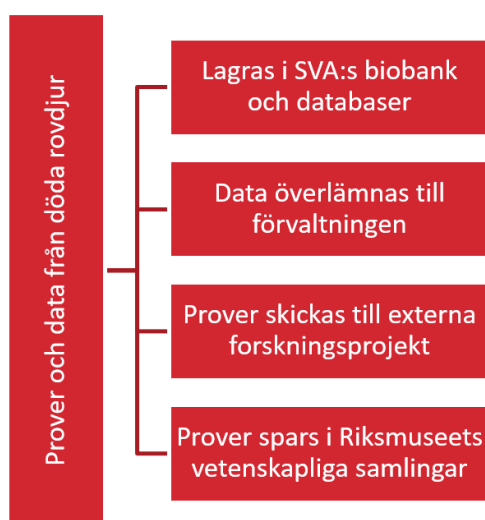 Prover och data från döda rovdjur
Lagras i SVA:s biobank
och databaser
Data överlämnas till
förvaltningen
Prover skickas till externa
forskningsprojekt
Prover spars i Riksmuseets
vetenskapliga samlingar